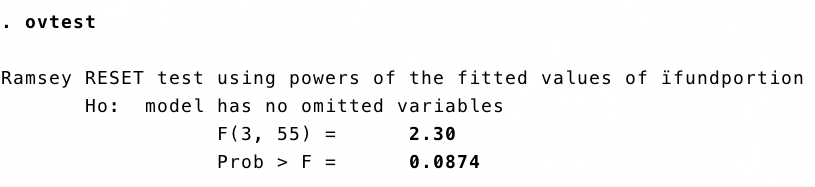 . ovtest
Ramsey RESET test using powers of the fitted values of ïfundportion
Ho: model has no omitted variables
F(3, 55) = 2.30
Prob > F = 0.0874